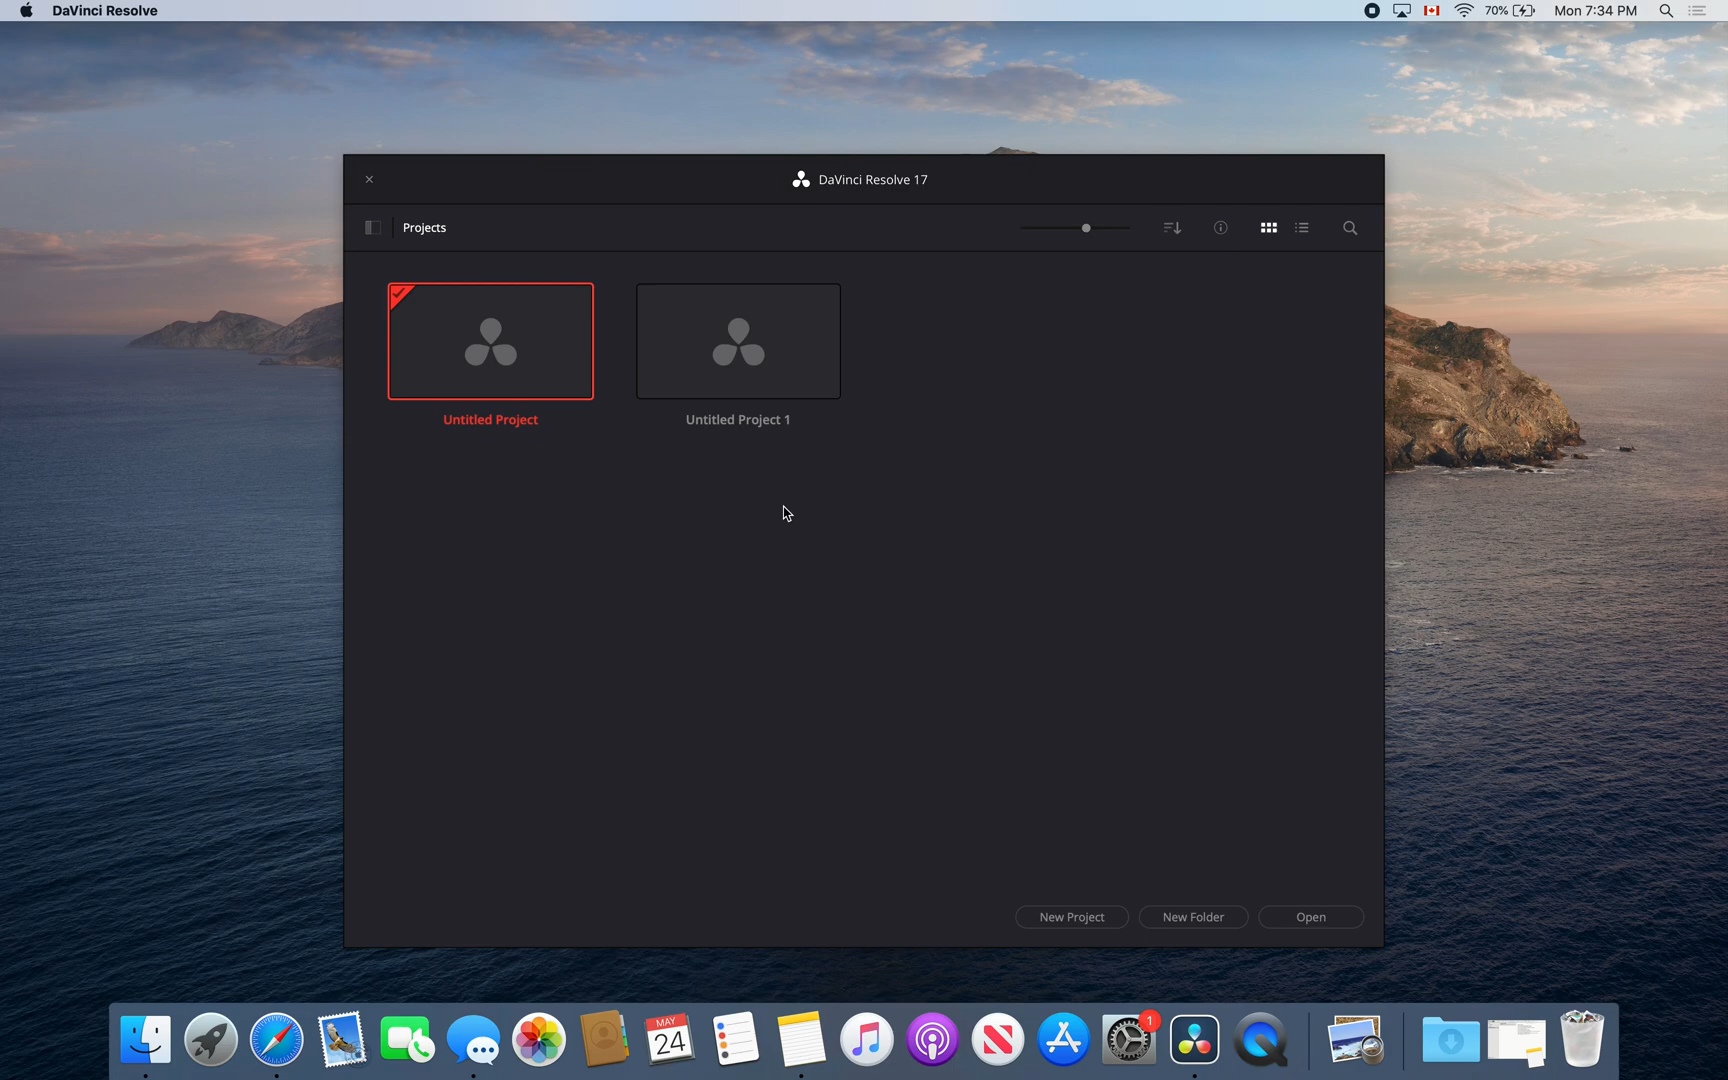 DaVinci Resolve
70%
Mon 7:34 PM
DaVinci Resolve 17
Projects
Untitled Project
Untitled Project 1
New Project
New Folder
Open
MAY
24
1